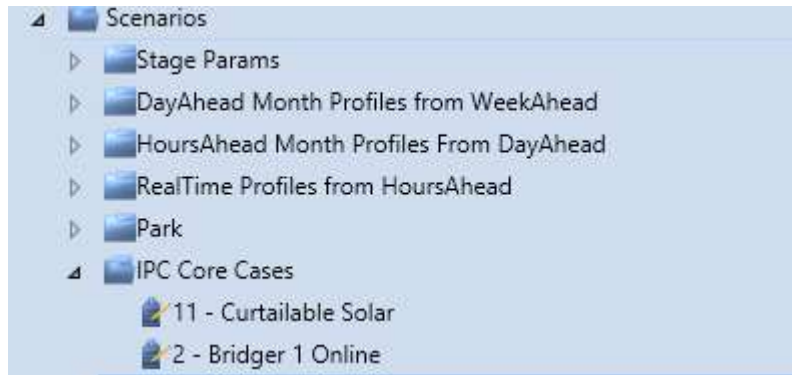 Scenarios
Stage Params
DayAhead Month Profiles from WeekAhead
HoursAhead Month Profiles From DayAhead
RealTime Profiles from HoursAhead
Park
IPC Core Cases
11 - Curtailable Solar
2 - Bridger 1 Online